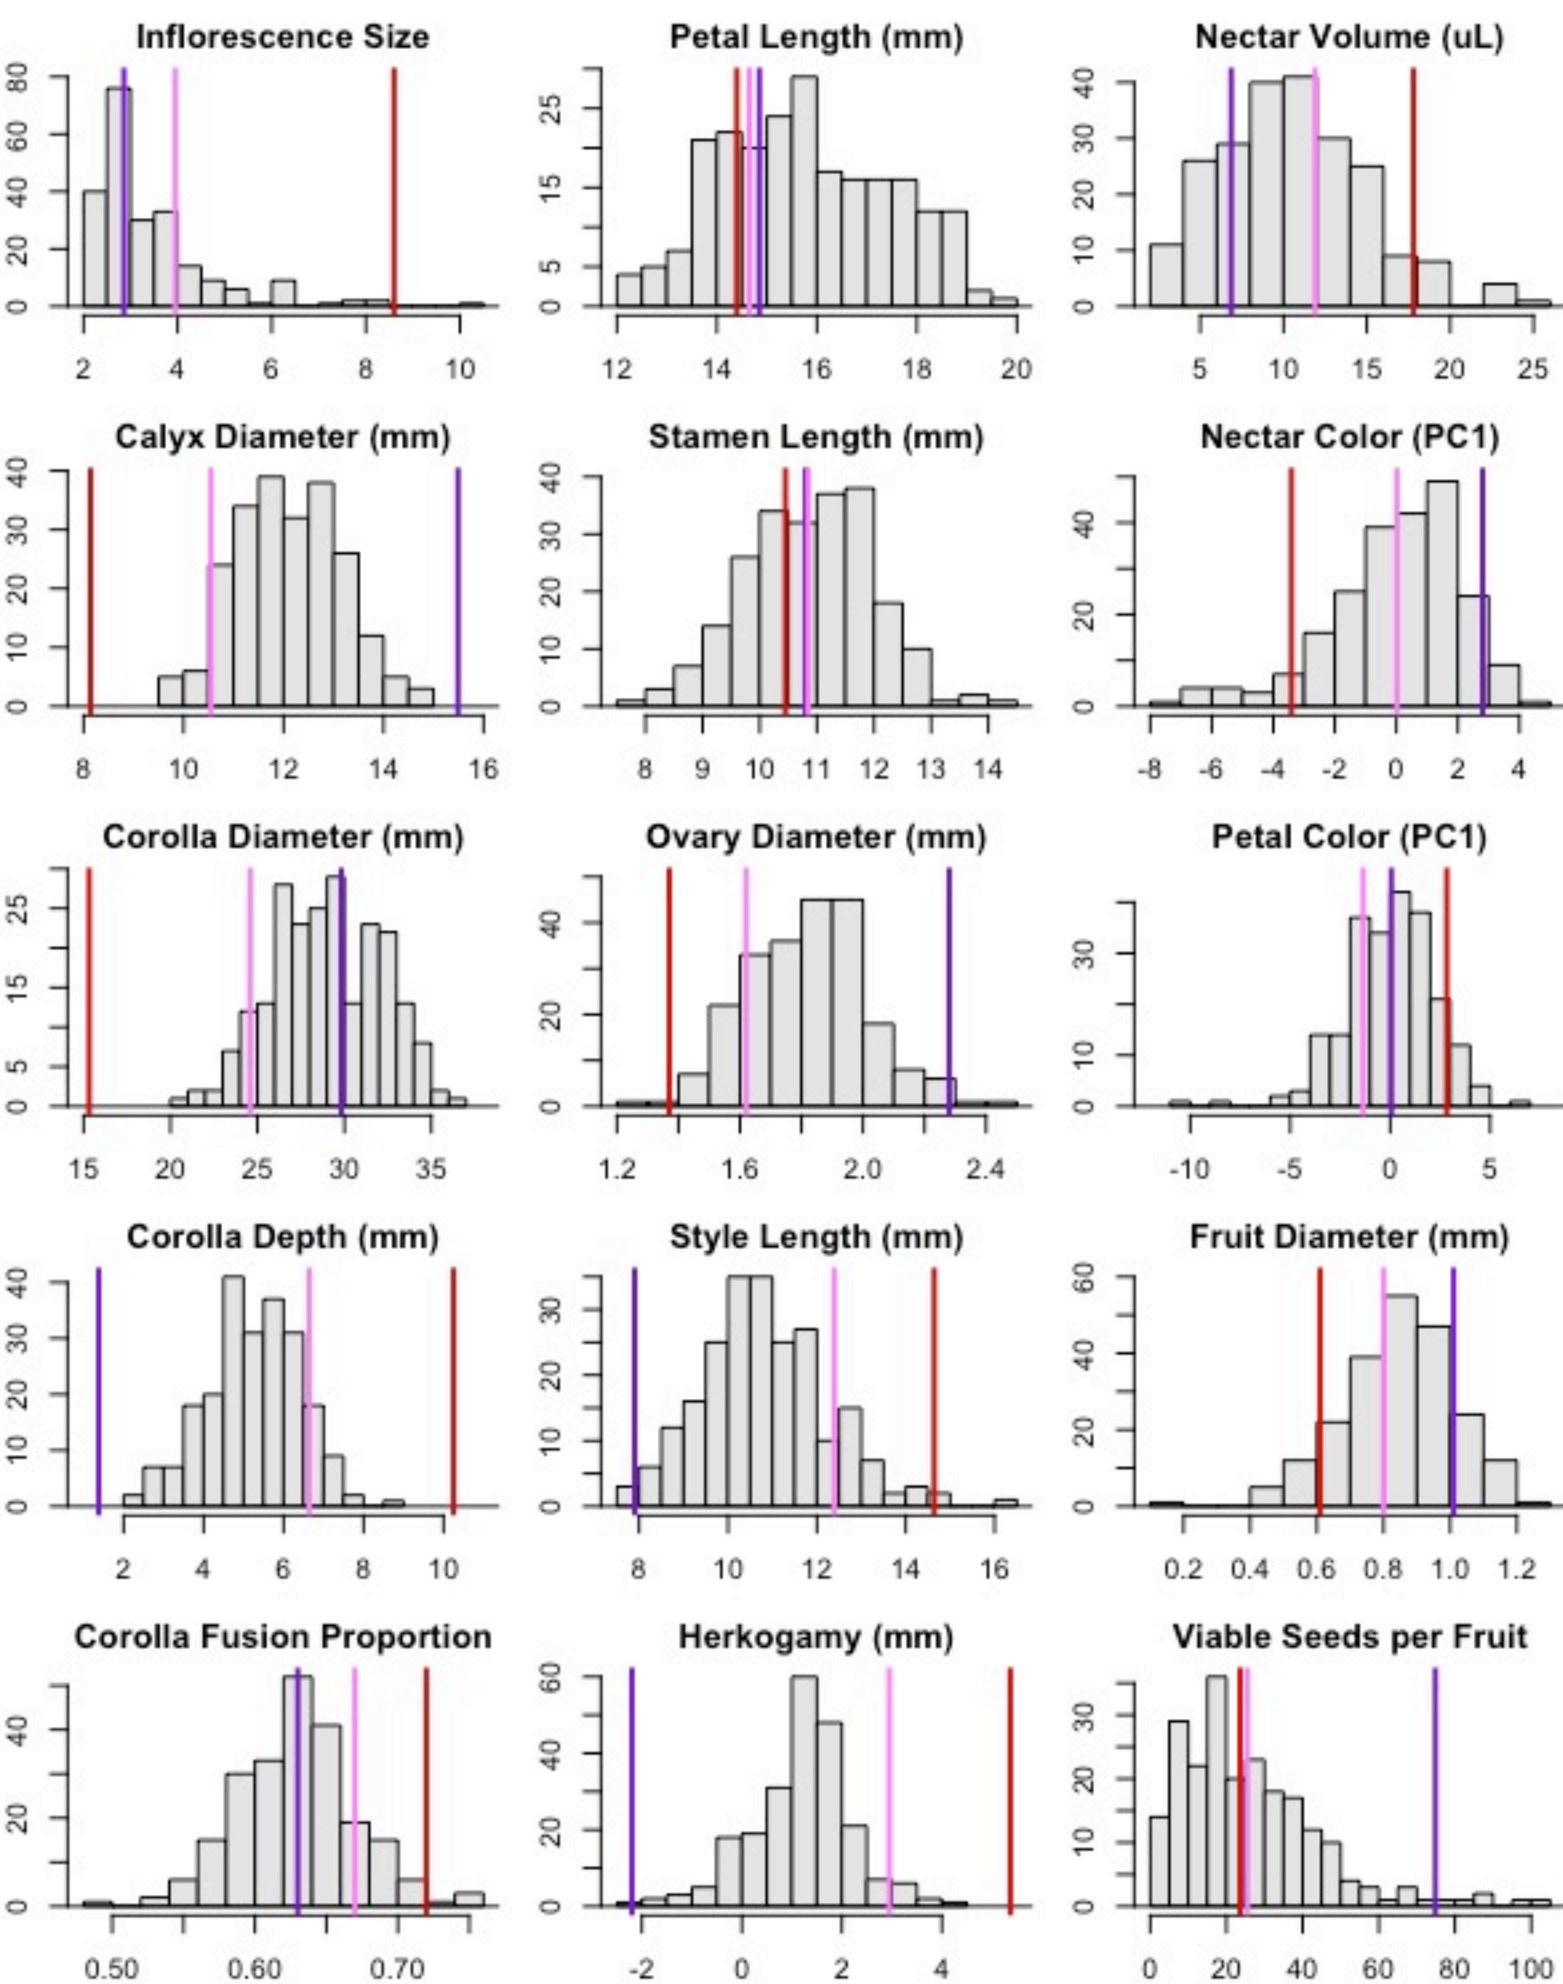 Inflorescence Size
0 20 40 60 80
2 4 6 8 10
Petal Length (mm)
5 15 25
0
12 14 16 18 20
Nectar Volume (uL)
0 10 20 30 40
5 10 15 20 25
Calyx Diameter (mm)
0 10 20 30 40
8 10 12 14 16
Stamen Length (mm)
0 10 20 30 40
8 9 10 11 12 13 14
Nectar Color (PC1)
0 20 40
-8 -6 -4 -2 0 2 4
Corolla Diameter (mm)
0 5 15 25
15 20 25 30 35
Ovary Diameter (mm)
0 20 40
1.2 1.6 2.0 2.4
Petal Color (PC1)
0 10 30
-10 -5 0 5
Corolla Depth (mm)
0 10 20 30 40
2 4 6 8 10
Style Length (mm)
0 10 20 30
8 10 12 14 16
Fruit Diameter (mm)
0 20 40 60
0.2 0.4 0.6 0.8 1.0 1.2
Corolla Fusion Proportion
0 20 40
0.50 0.60 0.70
Herkogamy (mm)
0 20 40 60
-2 0 2 4
Viable Seeds per Fruit
0 10 20 30
0 20 40 60 80 100